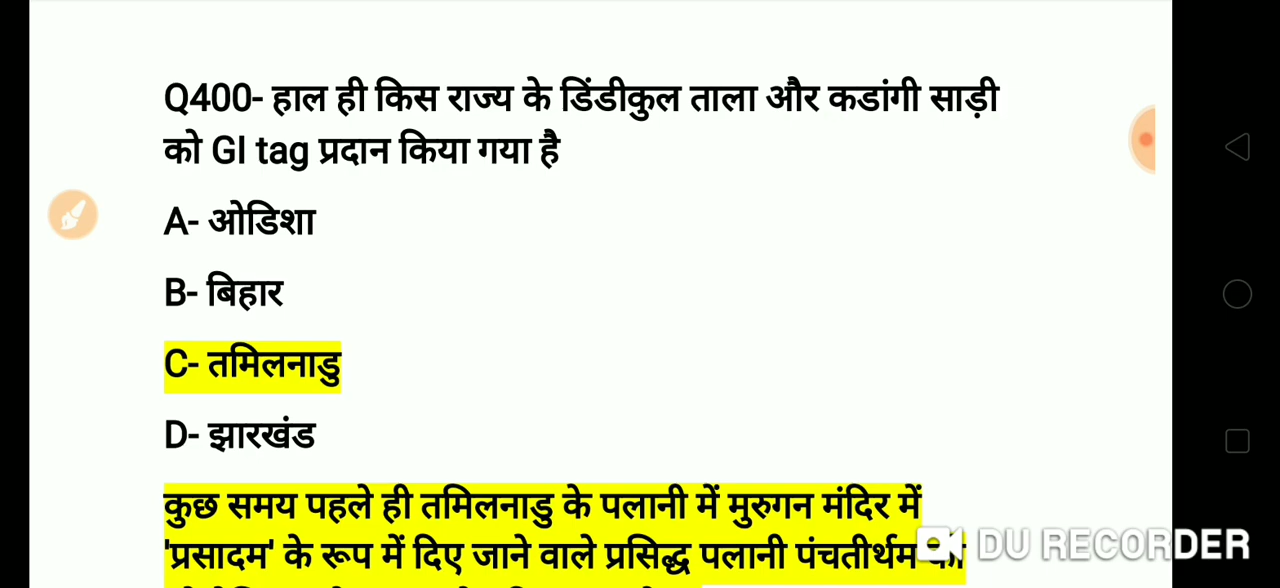 Q400- हाल ही किस राज्य के डिंडीकुल ताला और कडांगी साड़ी
को GI tag प्रदान किया गया है
A- ओडिशा
B- बिहार
C- तमिलनाडु
D- झारखंड
कुछ समय पहले ही तमिलनाडु के पलानी में मुरुगन मंदिर में
'प्रसादम' के रूप में दिए जाने वाले प्रसिद्ध पलानी पंचतीर्थम
DU RECORDER